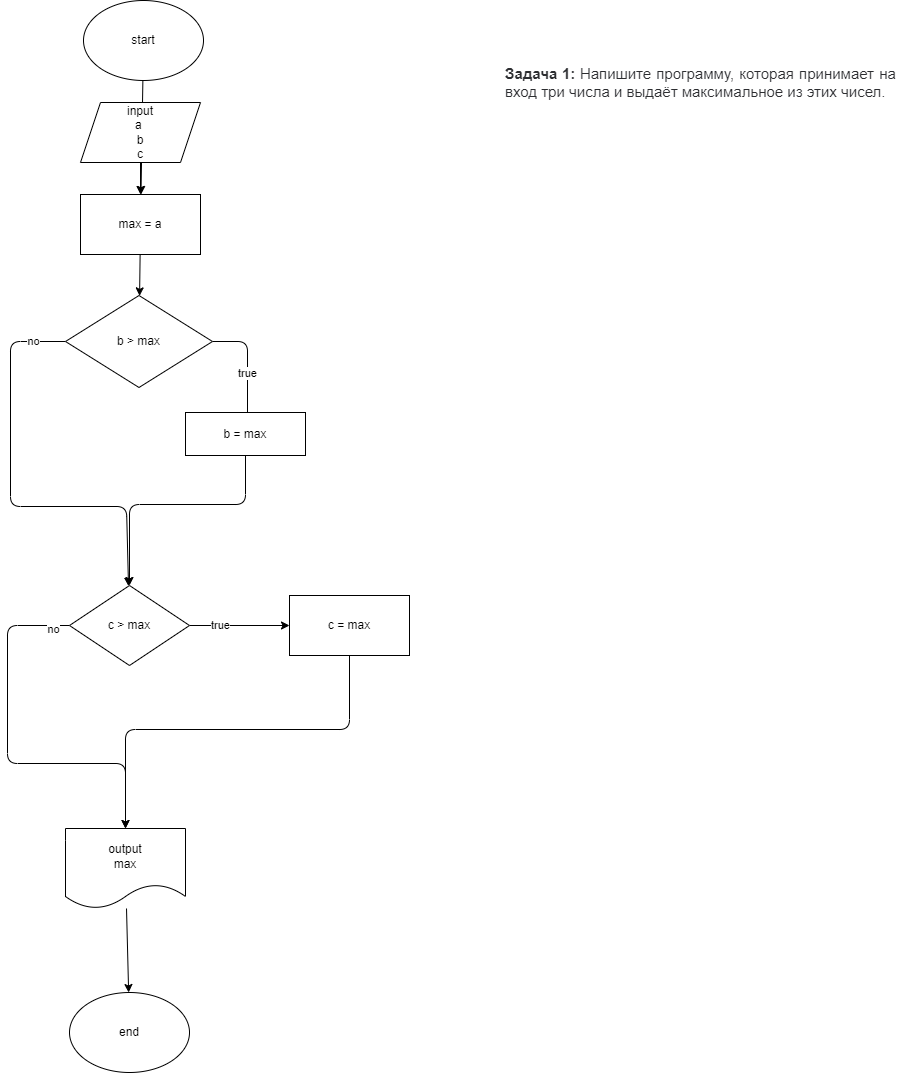 start
Задача 1: Напишите программу, которая принимает на
вход три числа и выдаёт максимальное из этих чисел.
input
a
b
c
max = a
b > max
no
true
b = max
c > max
no
true
c = max
output
max
end